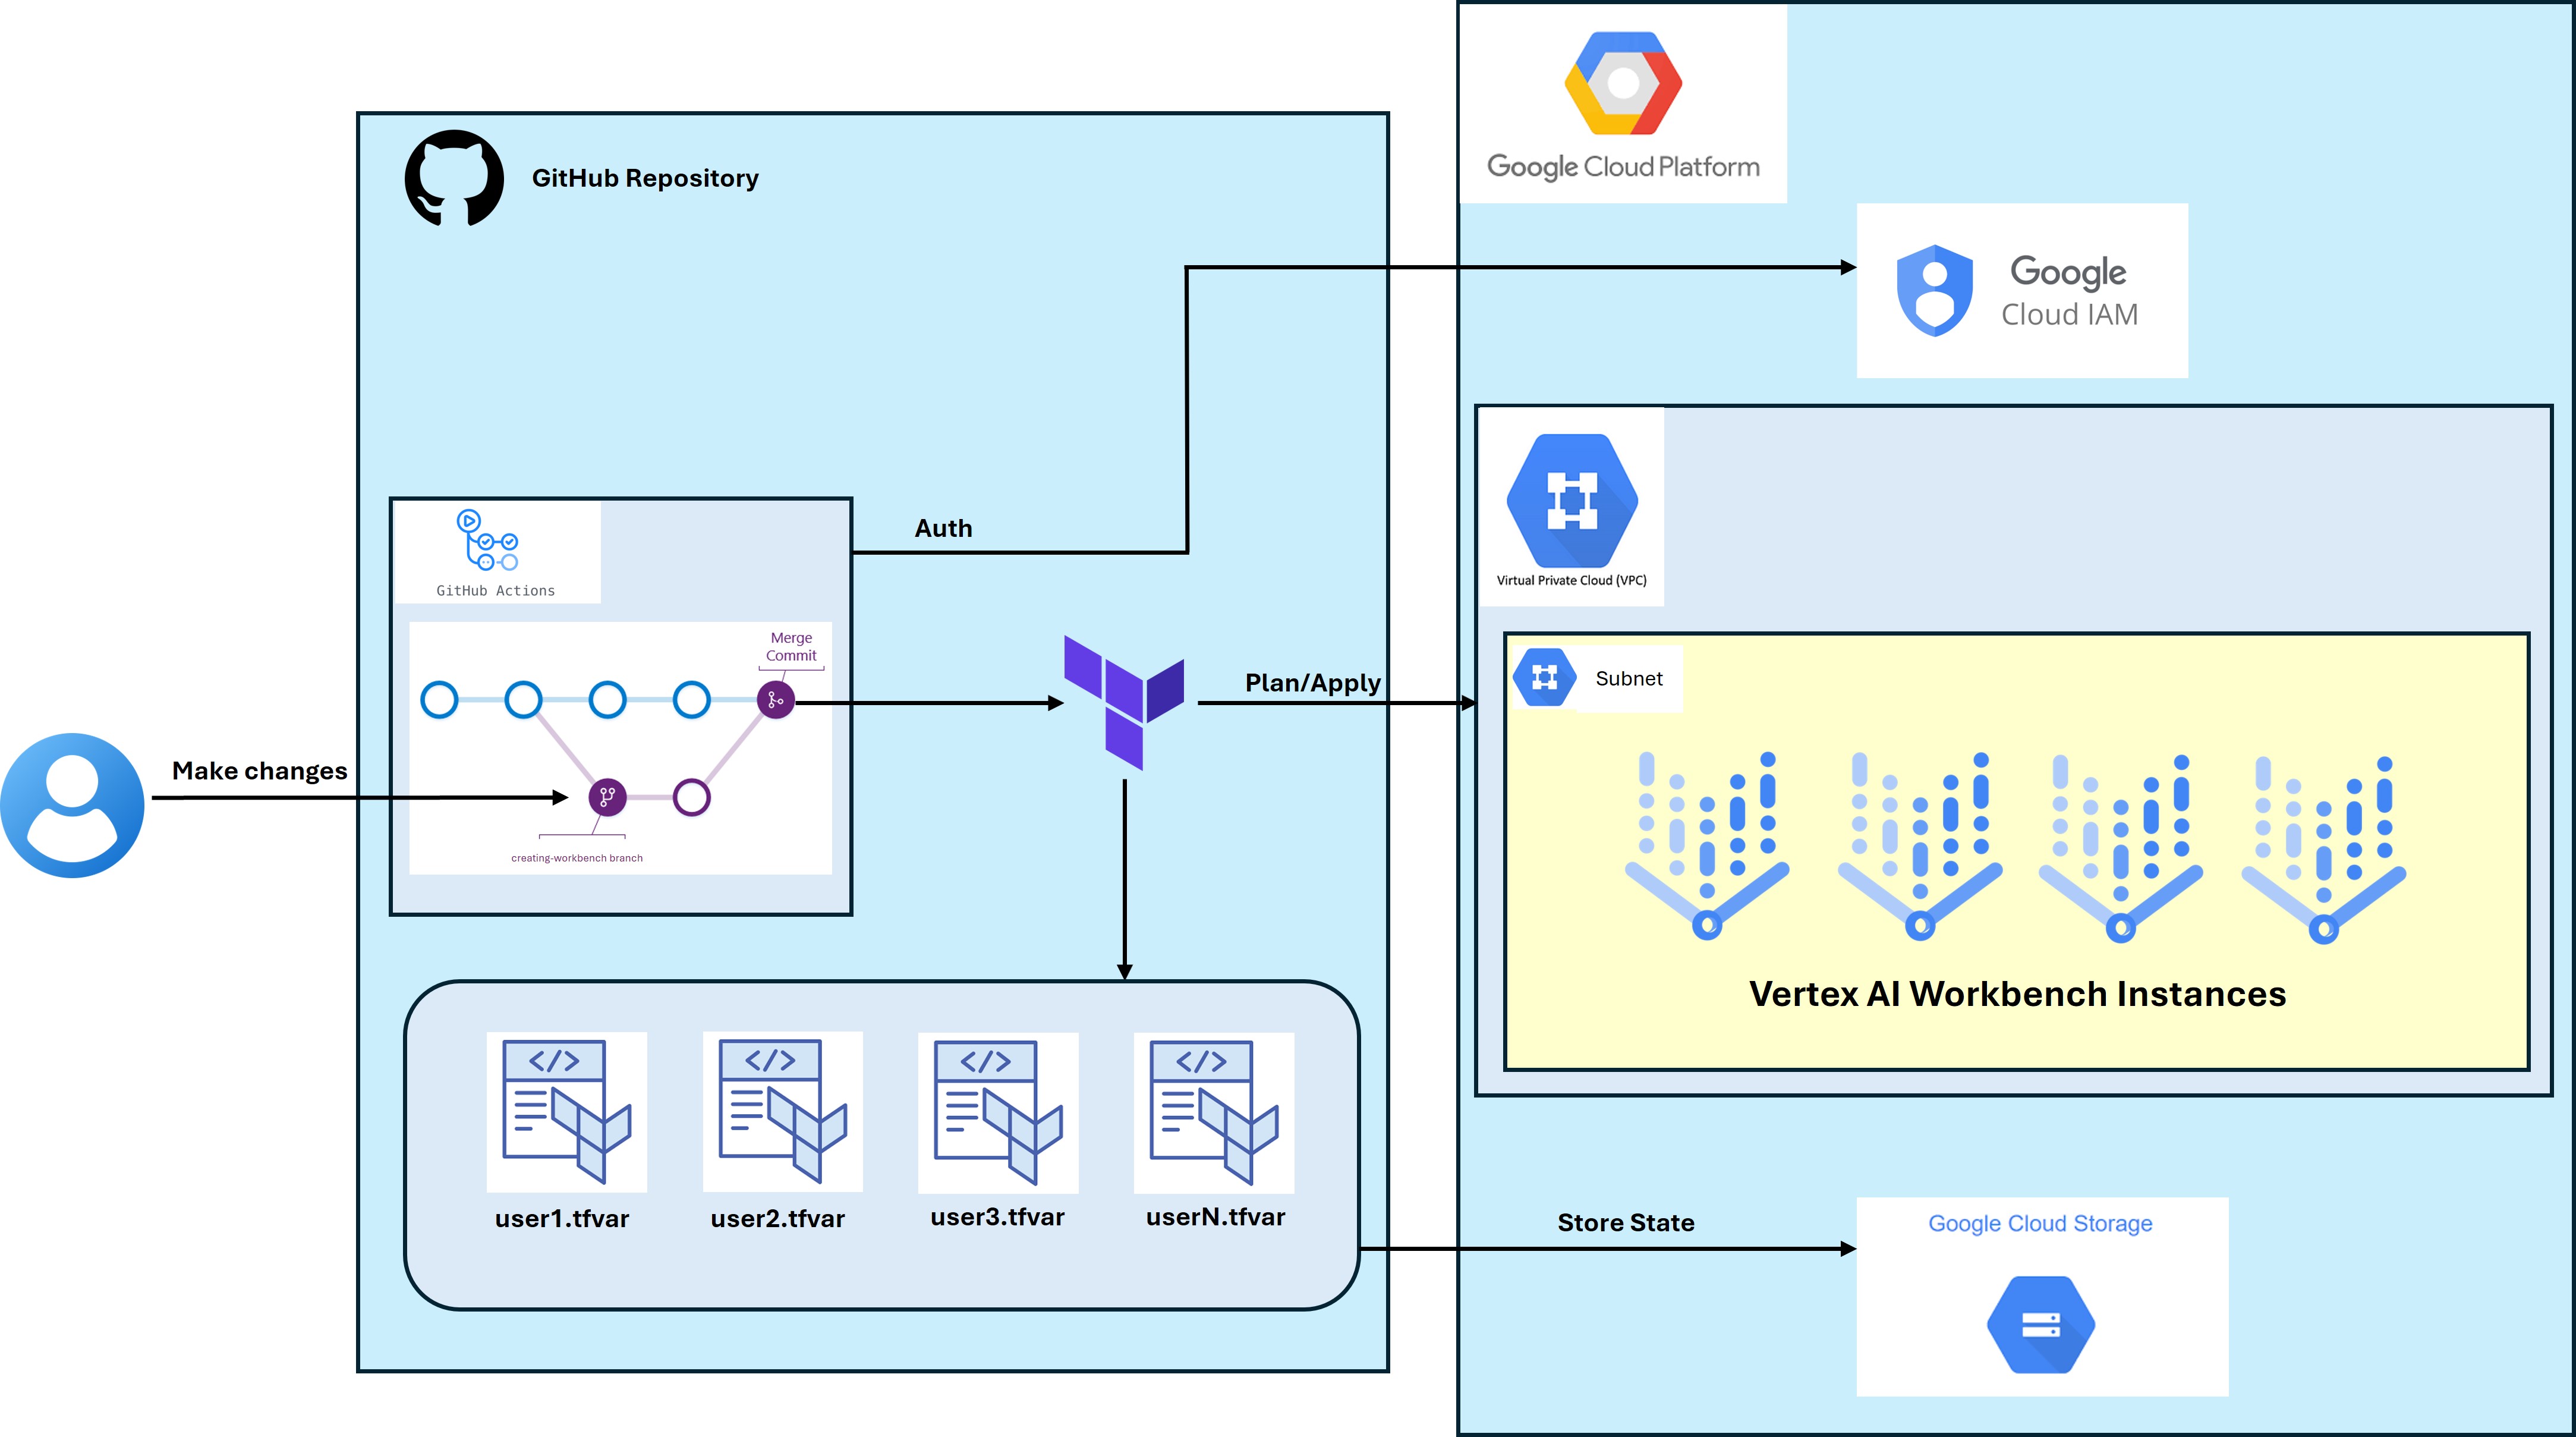 Google Cloud Platform
GitHub Repository
Google
Cloud IAM
Auth
Virtual Private Cloud (VPC)
GitHub Actions
Merge
Commit
Plan/Apply
Subnet
Make changes
creating-workbench branch
Vertex AI Workbench Instances
</>
</>
</>
</>
user1.tfvar
user2.tfvar
user3.tfvar
userN.tfvar
Store State
Google Cloud Storage